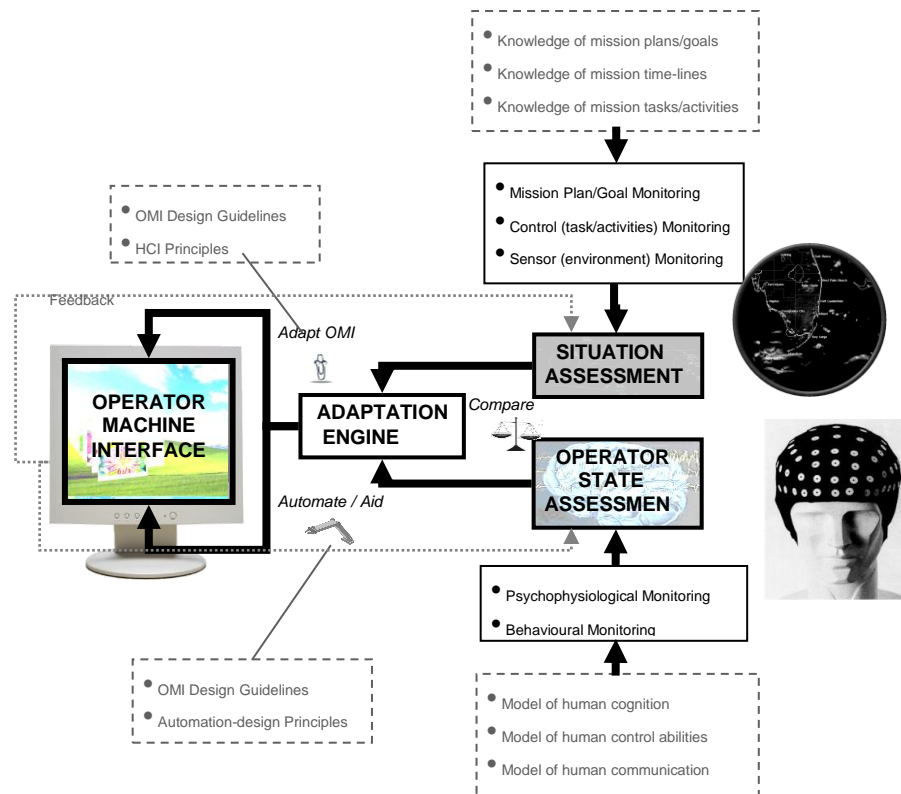 Knowledge of mission plans/goals
Knowledge of mission time-lines
Knowledge of mission tasks/activities
Mission Plan/Goal Monitoring
Control (task/activities) Monitoring
Sensor (environment) Monitoring
OMI Design Guidelines
HCI Principles
Feedback
Adapt OMI
SITUATION
ASSESSMENT
OPERATOR
MACHINE
INTERFACE
ADAPTATION
ENGINE
Compare
OPERATOR
STATE
ASSESSMEN
Automate / Aid
Psychophysiological Monitoring
Behavioural Monitoring
OMI Design Guidelines
Automation-design Principles
Model of human cognition
Model of human control abilities
Model of human communication